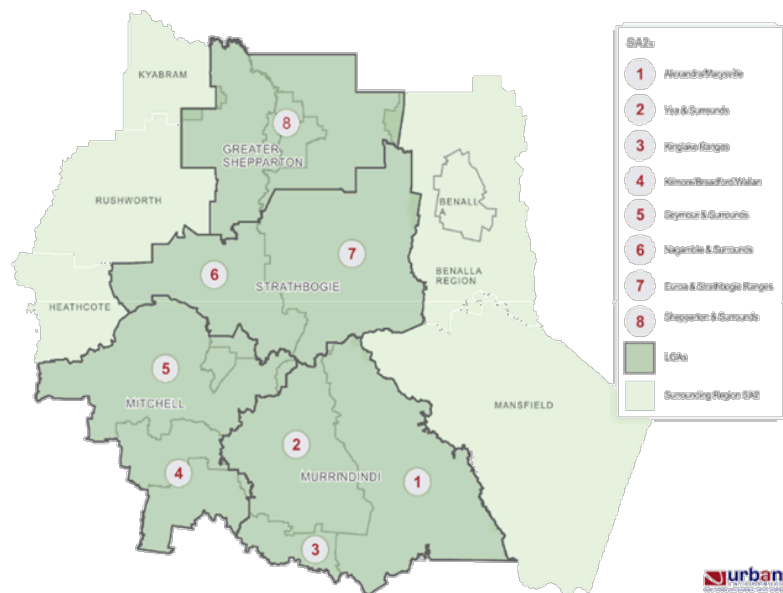 KYABRAM
8
GREATER
SHEPPARTON
RUSHWORTH
BENALL
A
7
6
STRATHBOGIE
BENALLA
REGION
HEATHCOTE
5
MITCHELL
MANSFIELD
2
4
MURRINDINDI
1
3
SA2s
1 Alexandra/Marysville
2 Yea & Surrounds
3 Kinglake Ranges
4 Kilmore/Broadford/Wallan
5 Seymour & Surrounds
6 Nagambie & Surrounds
7 Euroa & Strathbogie Ranges
8 Shepparton & Surrounds
LGAs
Surrounding Region SA2
urban